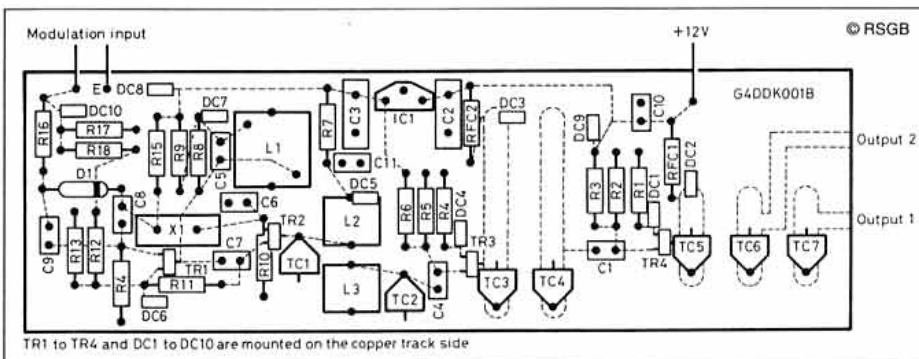 © RSGB
Modulation input
+12V
E
DC8
DC10
R16
R17
R18
D1
C9
R13
R12
R4
C8
R15
R9
R8
DC7
C5
L1
X1
C6
TR1
C7
R11
DC6
R10
TR2
TC1
R7
C3
C11
DC5
L2
L3
IC1
C2
RFC2
DC3
R6
R5
R4
DC4
TR3
C4
TC2
TC3
TC4
DC9
C10
R3
R2
R1
DC1
RFC1
DC2
C1
TR4
TC5
TC6
TC7
G4DDK001B
Output 2
Output 1
TR1 to TR4 and DC1 to DC10 are mounted on the copper track side